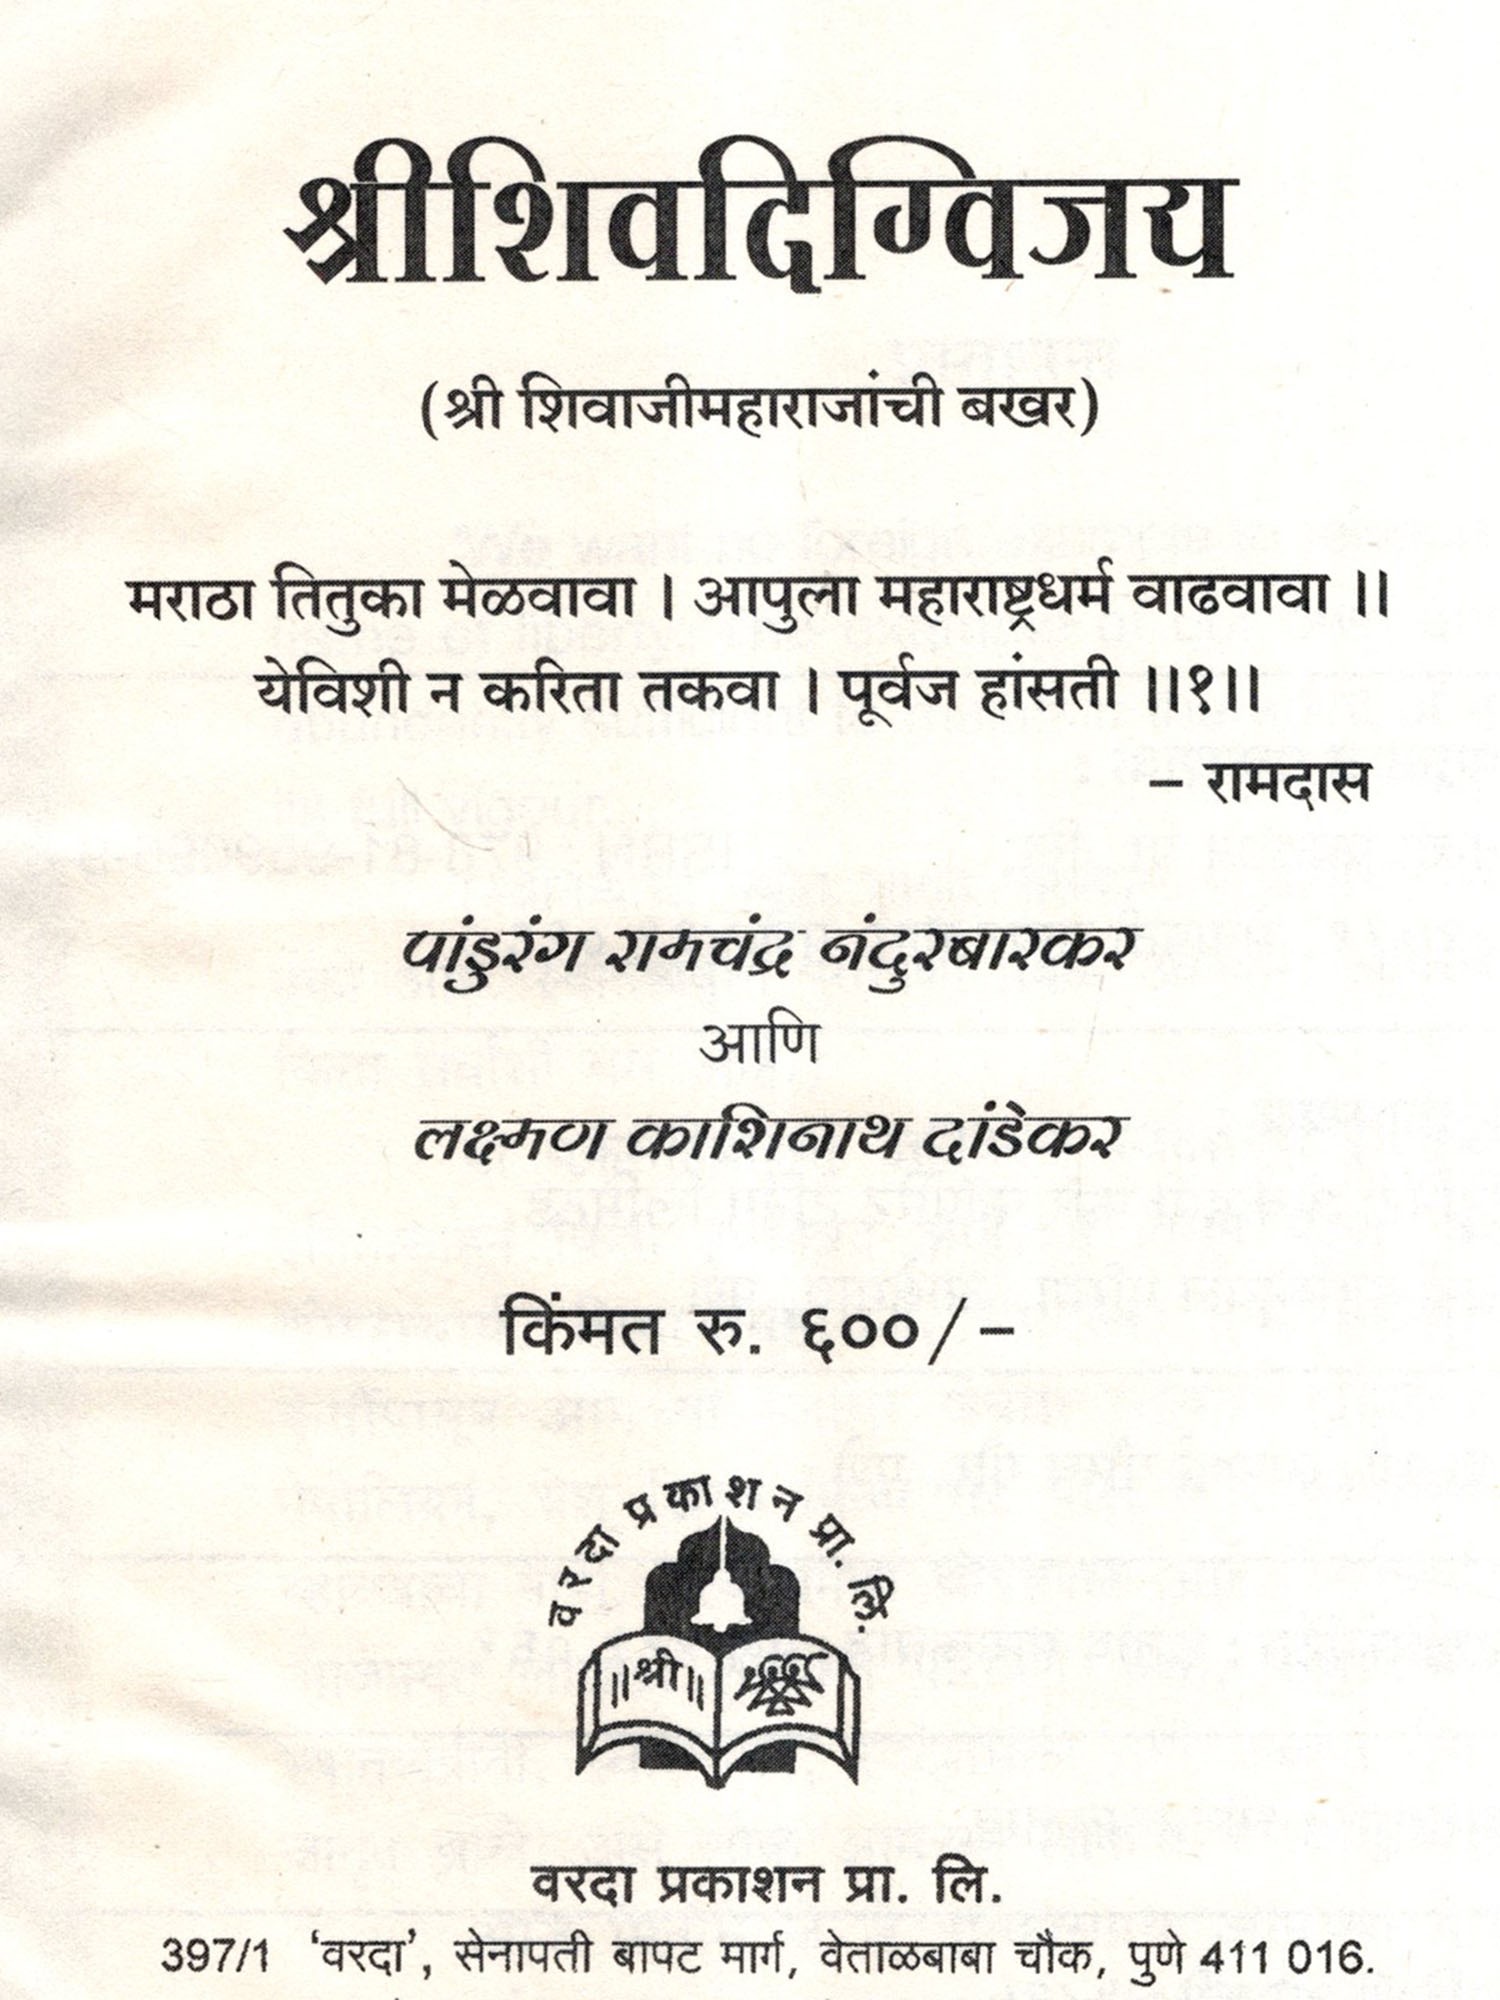 श्रीशिवदिग्विजय
(श्री शिवाजीमहाराजांची बखर)
मराठा तितुका मेळवावा । आपुला महाराष्ट्रधर्म वाढवावा ।।
येविशी न करिता तकवा । पूर्वज हांसती ।।१।।
– रामदास
पांडुरंग रामचंद्र नंदुरबारकर
आणि
लक्ष्मण काशिनाथ दांडेकर
किंमत रु. ६००/–
वरदा प्रकाशन प्रा. लि.
॥श्री॥
वरदा प्रकाशन प्रा. लि.
397/1 ‘वरदा’, सेनापती बापट मार्ग, वेताळबाबा चौक, पुणे 411 016.